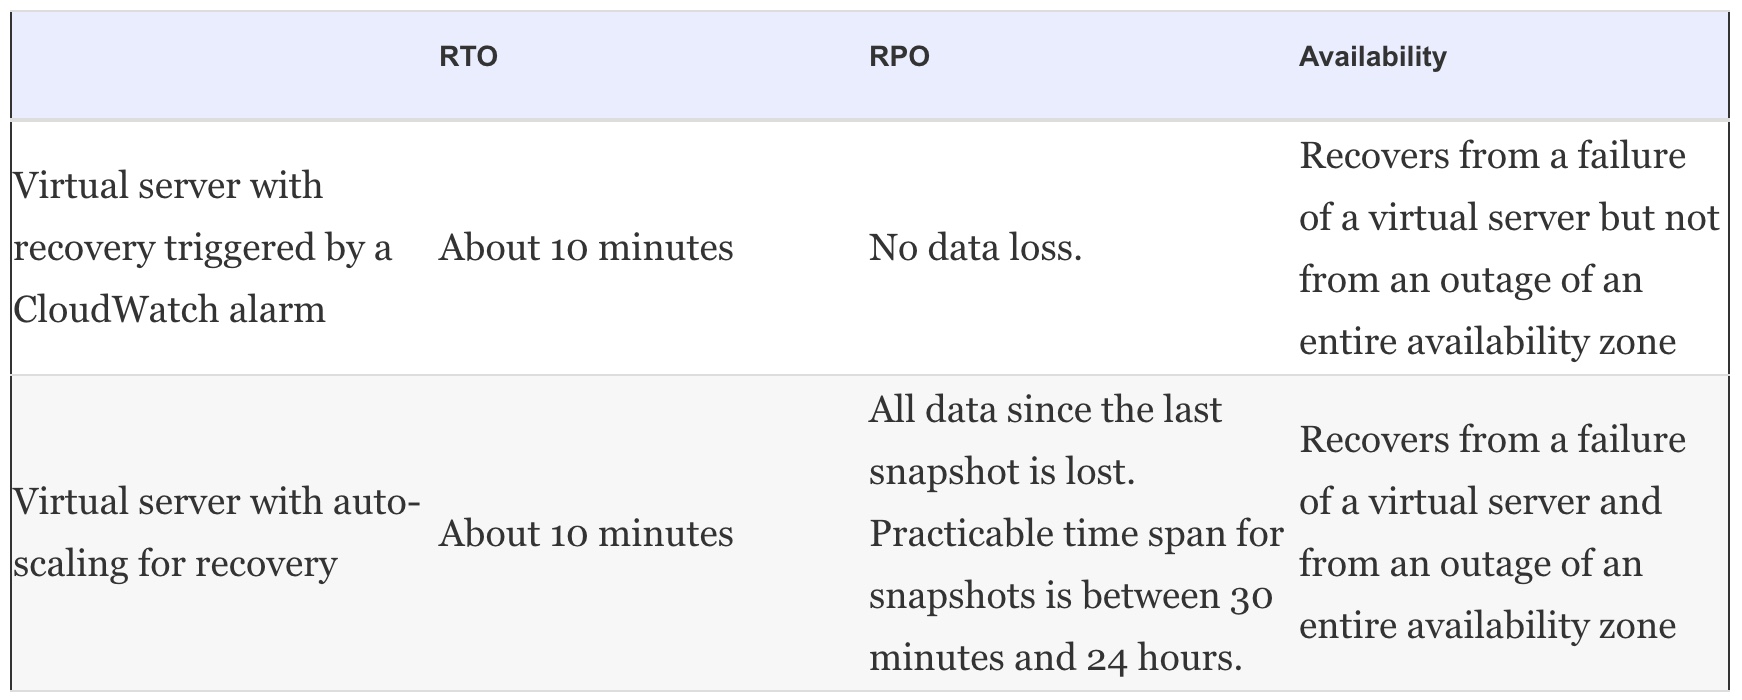 RTO RPO Availability
Virtual server with
recovery triggered by a
CloudWatch alarm
About 10 minutes
No data loss.
Recovers from a failure
of a virtual server but not
from an outage of an
entire availability zone
Virtual server with auto-
scaling for recovery
About 10 minutes
All data since the last
snapshot is lost.
Practicable time span for
snapshots is between 30
minutes and 24 hours.
Recovers from a failure
of a virtual server and
from an outage of an
entire availability zone